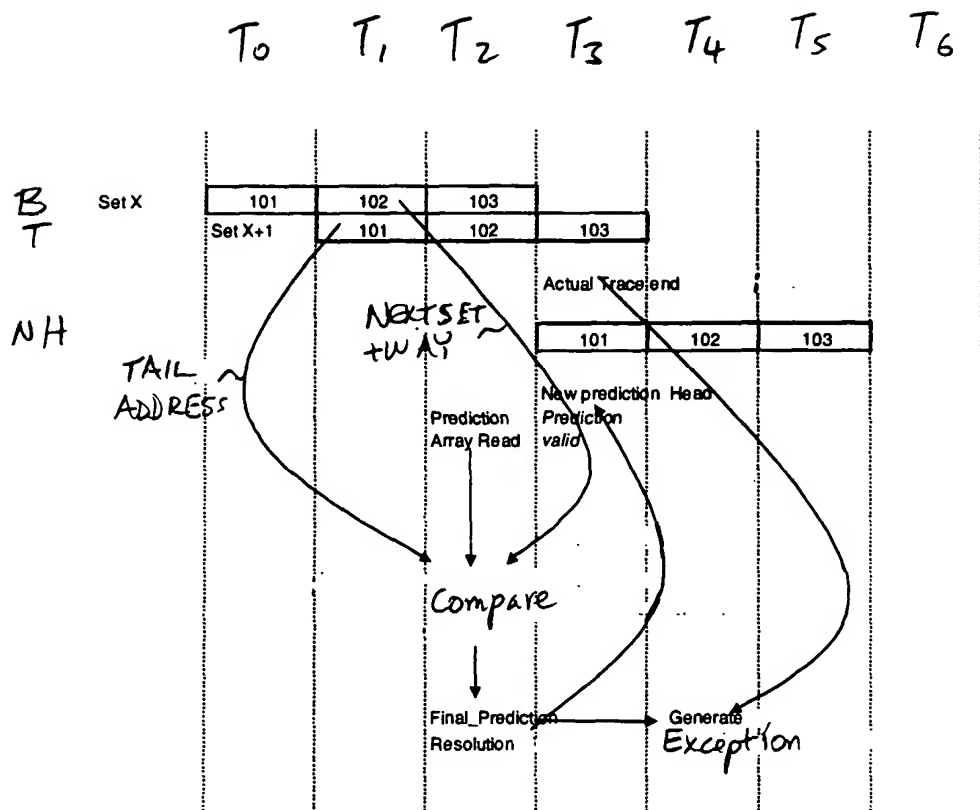 T0 T1 T2 T3 T4 T5 T6
B Set X 101 102 103
T Set X+1 101 102 103
Actual Trace end
NH 101 102 103
NEXT SET
+WAY
TAIL
ADDRESS
New prediction Head
Prediction
Array Read
Prediction
valid
Compare
Final_Prediction
Resolution
Generate
Exception